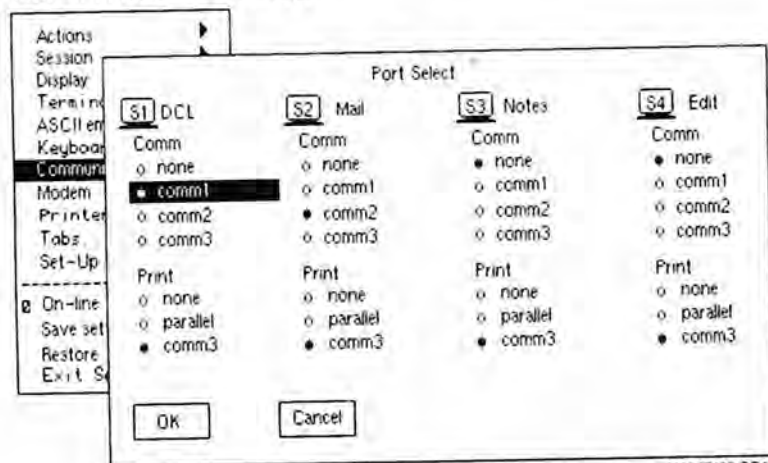 Actions
Session
Display
Termin
ASCII em
Keyboar
Communi
Modem
Printer
Tabs
Set-Up
On-line
Save set
Restore
Exit S
Port Select
S1 DCL
Comm
none
comm1
comm2
comm3
Print
none
parallel
comm3
S2 Mail
Comm
none
comm1
comm2
comm3
Print
none
parallel
comm3
S3 Notes
Comm
none
comm1
comm2
comm3
Print
none
parallel
comm3
S4 Edit
Comm
none
comm1
comm2
comm3
Print
none
parallel
comm3
OK
Cancel